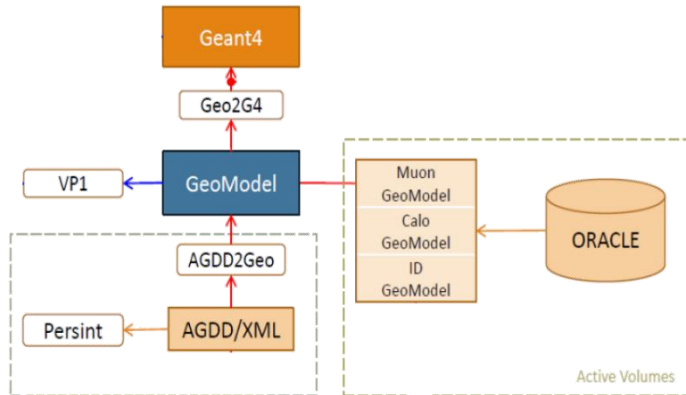 Geant4
Geo2G4
VP1
GeoModel
Muon
GeoModel
Calo
GeoModel
ID
GeoModel
ORACLE
AGDD2Geo
Persint
AGDD/XML
Active Volumes